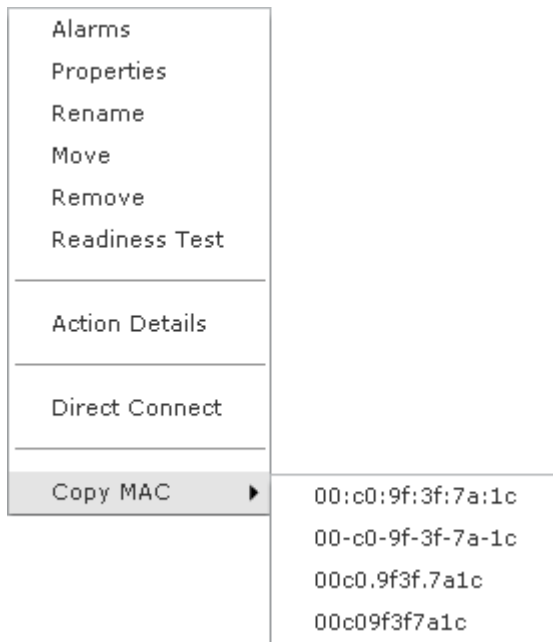 Alarms
Properties
Rename
Move
Remove
Readiness Test
Action Details
Direct Connect
Copy MAC
00:c0:9f:3f:7a:1c
00-c0-9f-3f-7a-1c
00c0.9f3f.7a1c
00c09f3f7a1c